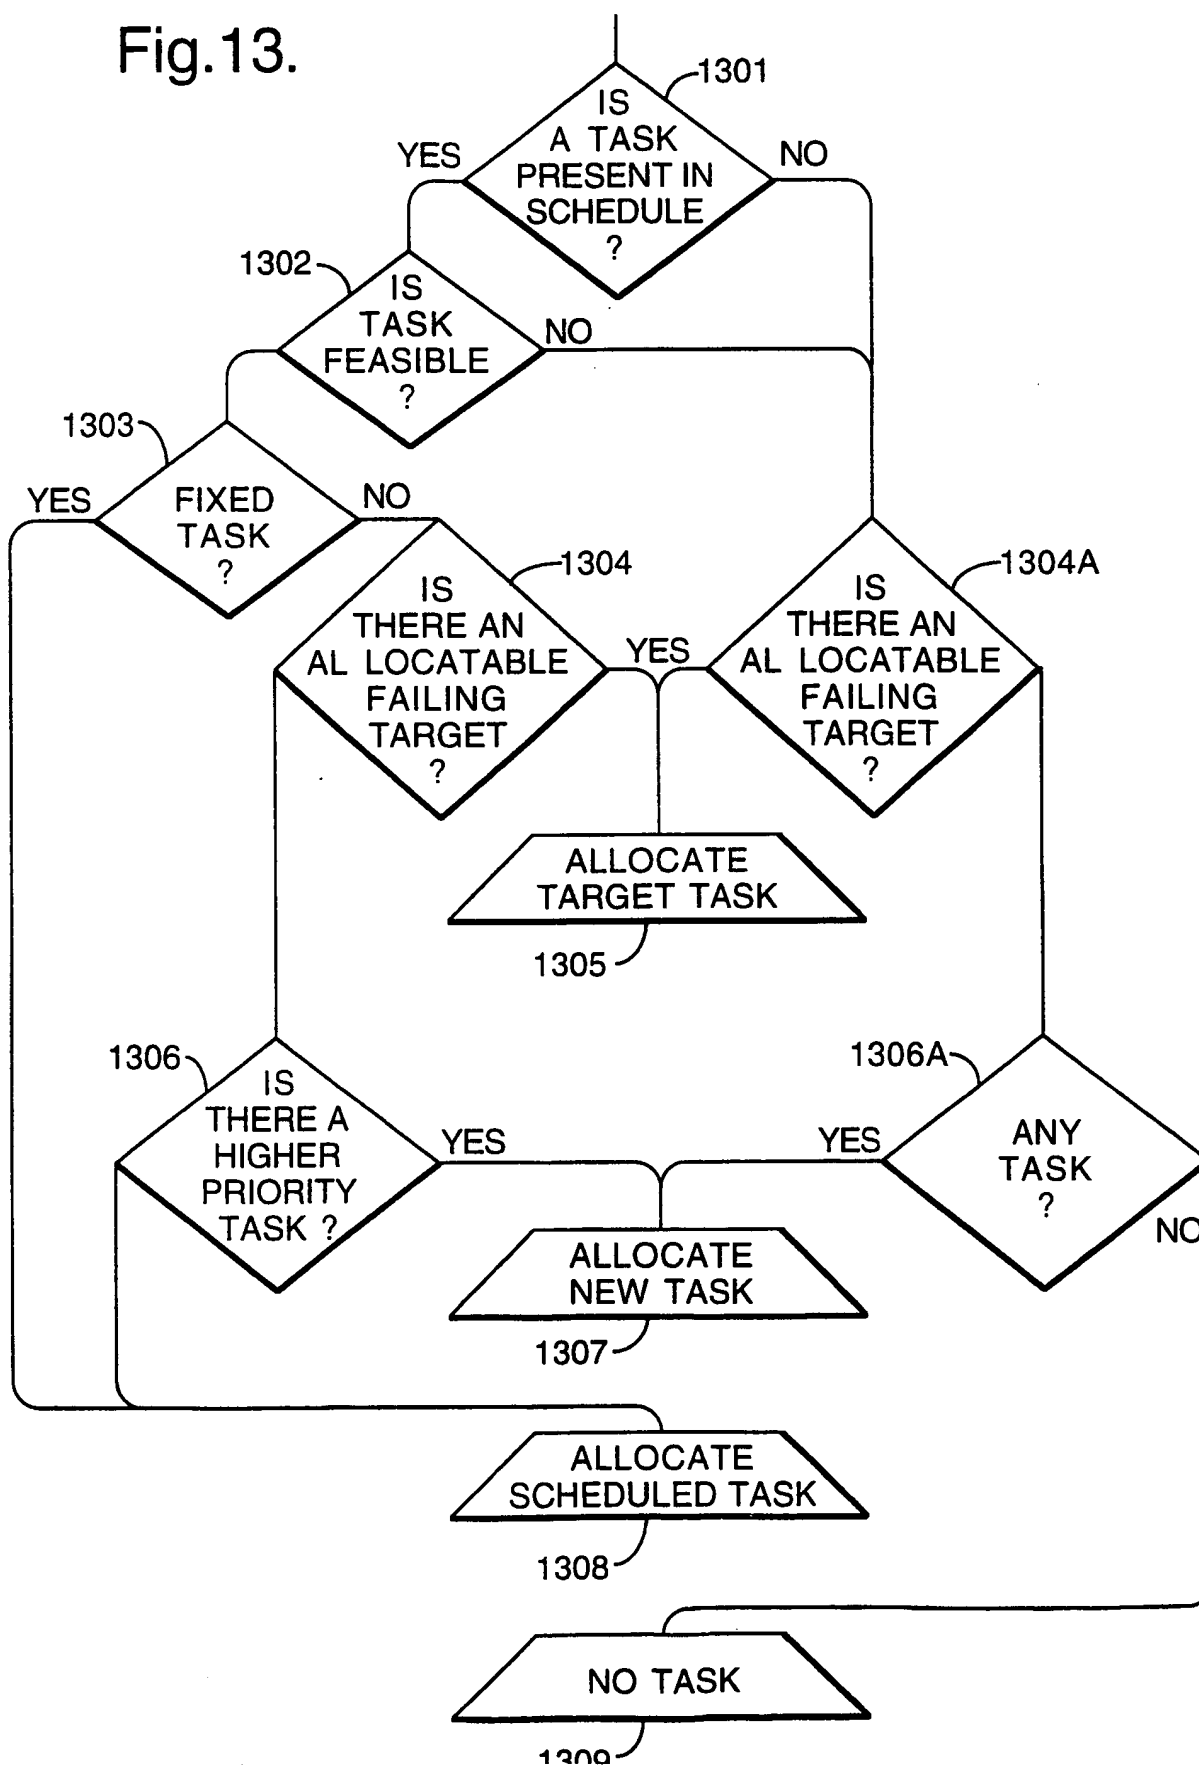 Fig.13.
1301
IS
A TASK
PRESENT IN
SCHEDULE
?
YES
NO
1302
IS
TASK
FEASIBLE
?
NO
1303
FIXED
TASK
?
YES
NO
1304
IS
THERE AN
AL LOCATABLE
FAILING
TARGET
?
YES
1304A
IS
THERE AN
AL LOCATABLE
FAILING
TARGET
?
ALLOCATE
TARGET TASK
1305
1306
IS
THERE A
HIGHER
PRIORITY
TASK ?
YES
1306A
ANY
TASK
?
YES
NO
ALLOCATE
NEW TASK
1307
ALLOCATE
SCHEDULED TASK
1308
NO TASK
1309